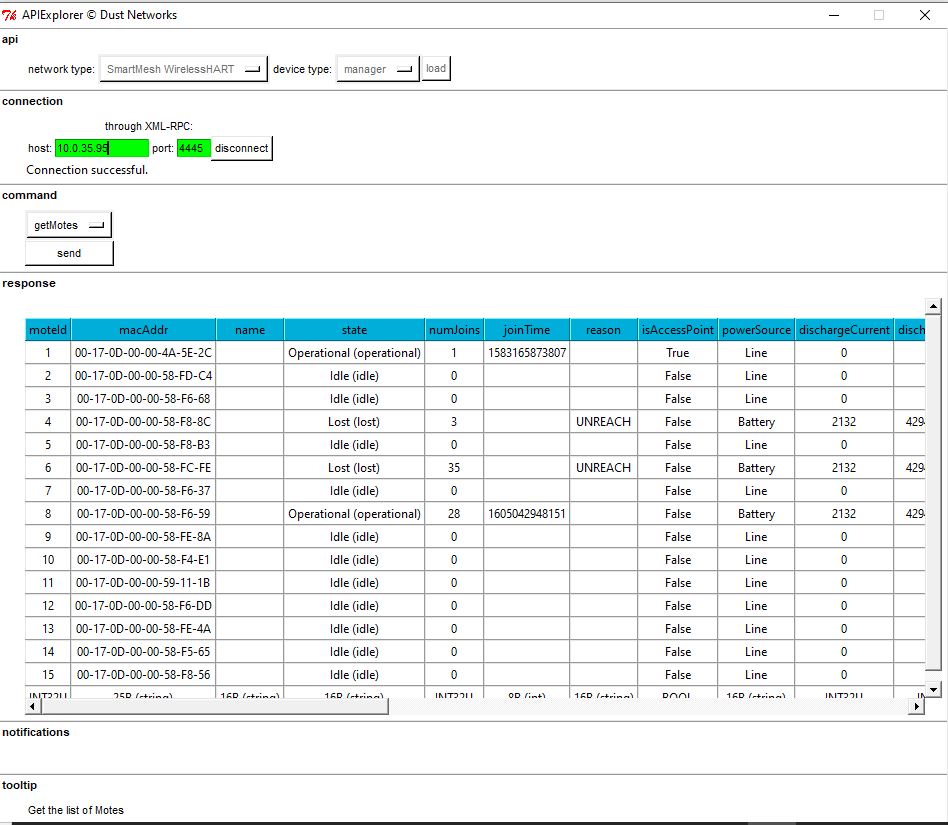 APIExplorer © Dust Networks
api
network type: SmartMesh WirelessHART device type: manager load
connection
through XML-RPC:
host: 10.0.35.95 port: 4445 disconnect
Connection successful.
command
getMotes
send
response
moteId macAddr name state numJoins joinTime reason isAccessPoint powerSource dischargeCurrent disch
1 00-17-0D-00-00-4A-5E-2C Operational (operational) 1 1583165873807 True Line 0
2 00-17-0D-00-00-58-FD-C4 Idle (idle) 0 False Line 0
3 00-17-0D-00-00-58-F6-68 Idle (idle) 0 False Line 0
4 00-17-0D-00-00-58-F8-8C Lost (lost) 3 UNREACH False Battery 2132 429
5 00-17-0D-00-00-58-F8-B3 Idle (idle) 0 False Line 0
6 00-17-0D-00-00-58-FC-FE Lost (lost) 35 UNREACH False Battery 2132 429
7 00-17-0D-00-00-58-F6-37 Idle (idle) 0 False Line 0
8 00-17-0D-00-00-58-F6-59 Operational (operational) 28 1605042948151 False Battery 2132 429
9 00-17-0D-00-00-58-FE-8A Idle (idle) 0 False Line 0
10 00-17-0D-00-00-58-F4-E1 Idle (idle) 0 False Line 0
11 00-17-0D-00-00-59-11-1B Idle (idle) 0 False Line 0
12 00-17-0D-00-00-58-F6-DD Idle (idle) 0 False Line 0
13 00-17-0D-00-00-58-FE-4A Idle (idle) 0 False Line 0
14 00-17-0D-00-00-58-F5-65 Idle (idle) 0 False Line 0
15 00-17-0D-00-00-58-F8-56 Idle (idle) 0 False Line 0
INT32U 25B (string) 16B (string) 16B (string) INT32U 8B (int) 16B (string) BOOL 16B (string) INT32U
notifications
tooltip
Get the list of Motes